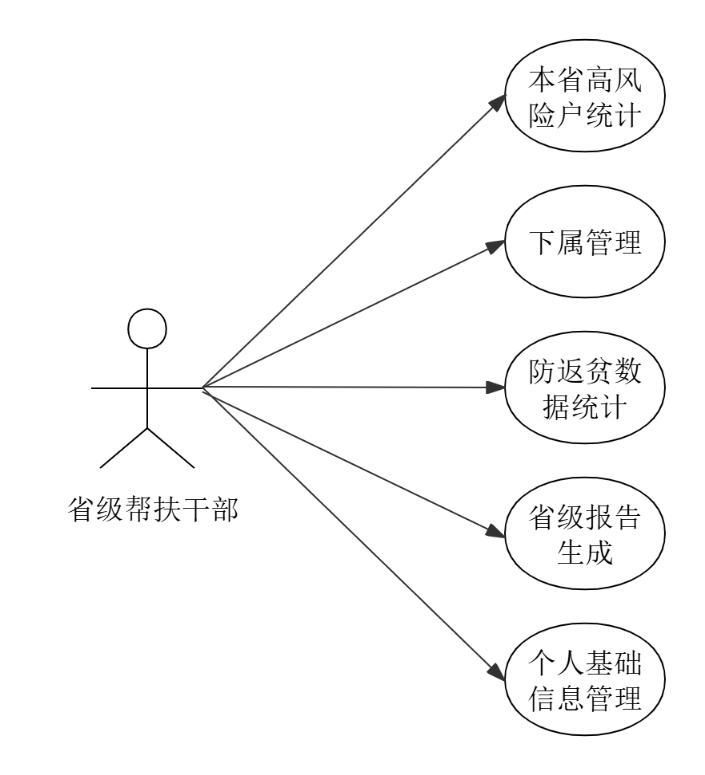 本省高风
险户统计
下属管理
防返贫数
据统计
省级帮扶干部
省级报告
生成
个人基础
信息管理